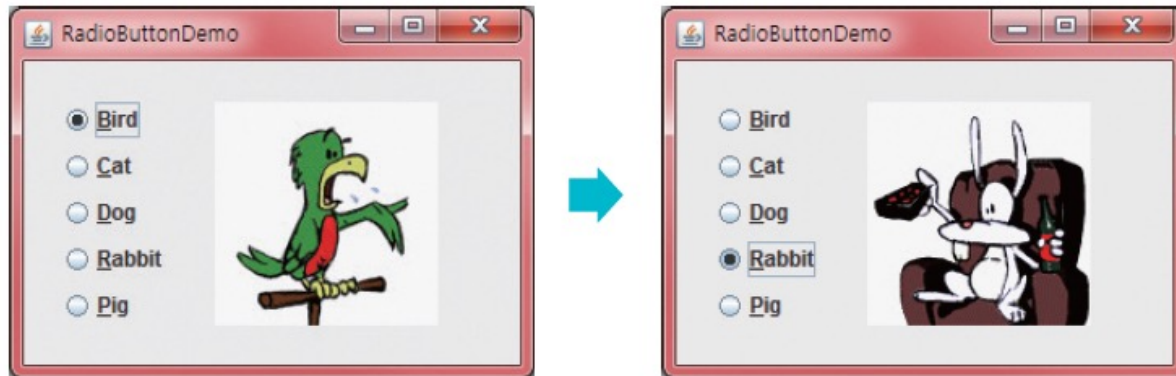 RadioButtonDemo
Bird
Cat
Dog
Rabbit
Pig
RadioButtonDemo
Bird
Cat
Dog
Rabbit
Pig